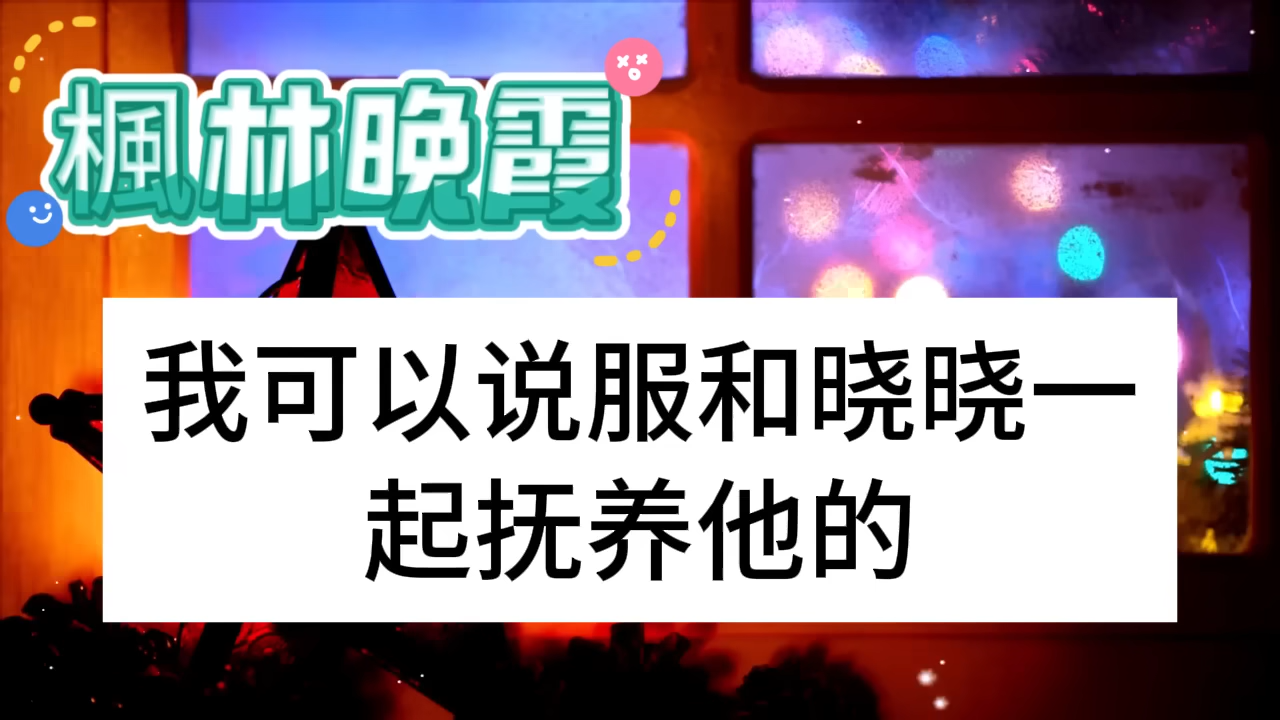 楓林晚霞
我可以说服和晓晓一
起抚养他的